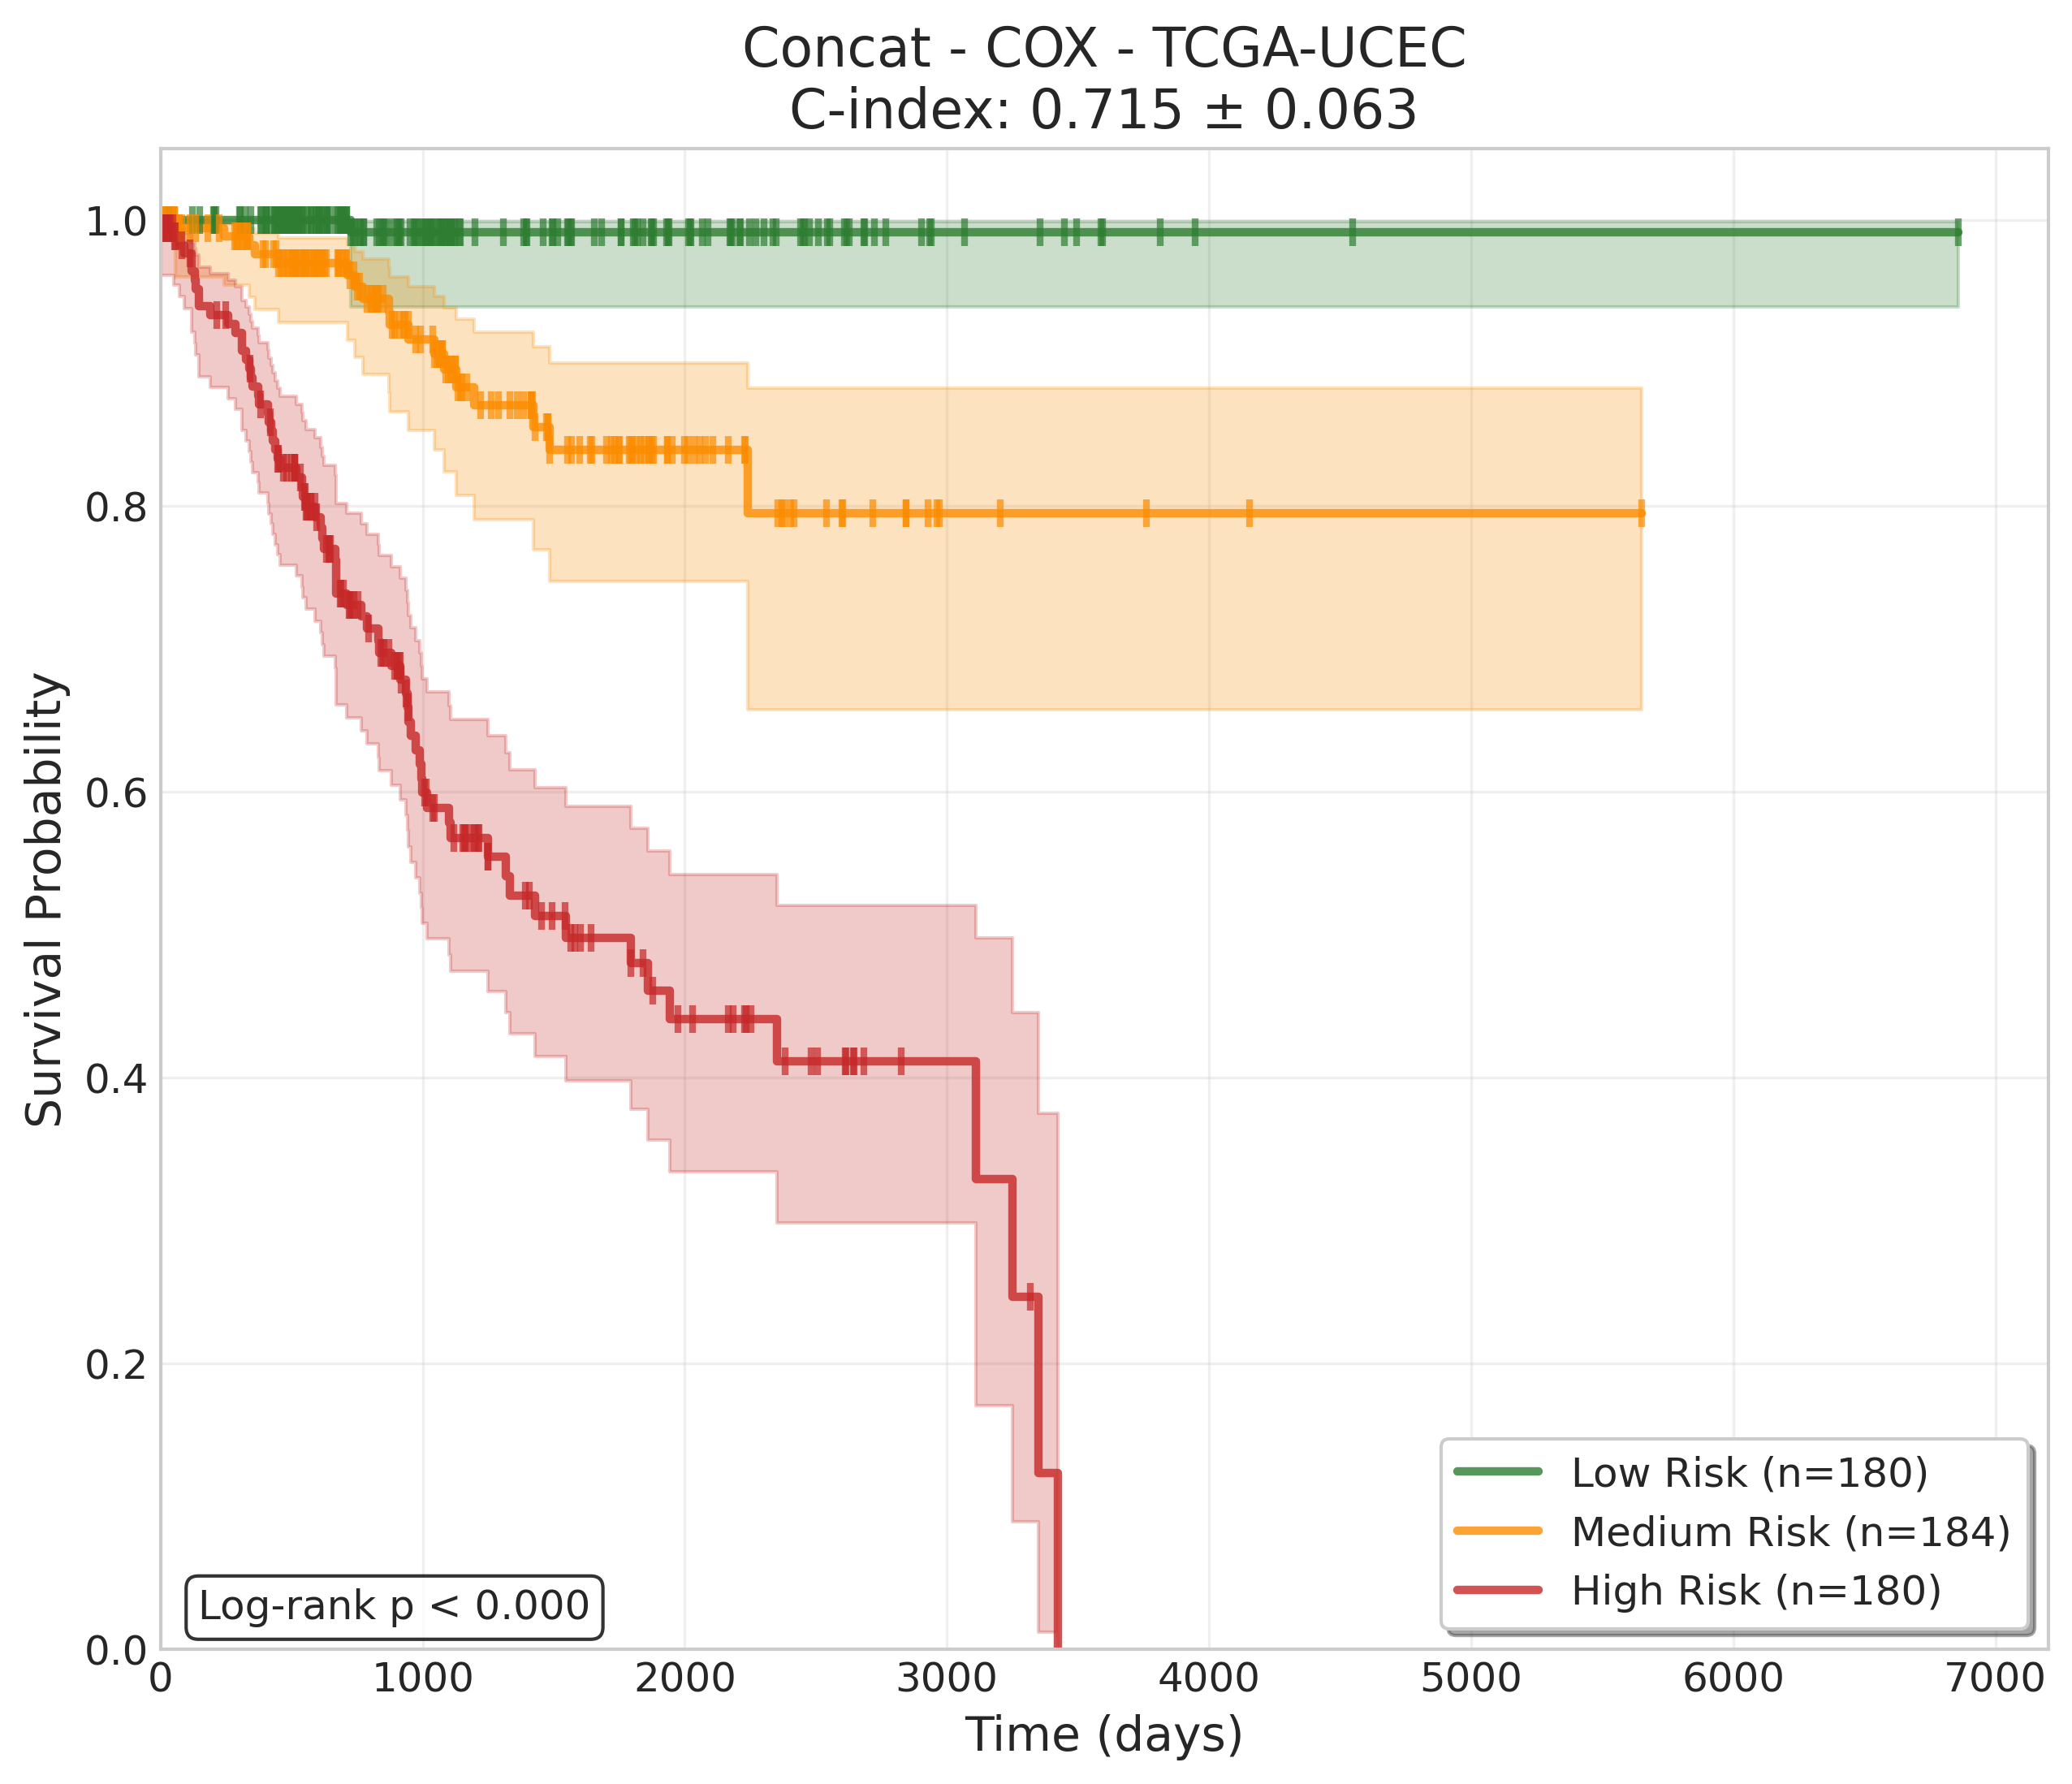 Concat - COX - TCGA-UCEC
C-index: 0.715 ± 0.063
Survival Probability
1.0
0.8
0.6
0.4
0.2
0.0
Log-rank p < 0.000
Low Risk (n=180)
Medium Risk (n=184)
High Risk (n=180)
0 1000 2000 3000 4000 5000 6000 7000
Time (days)